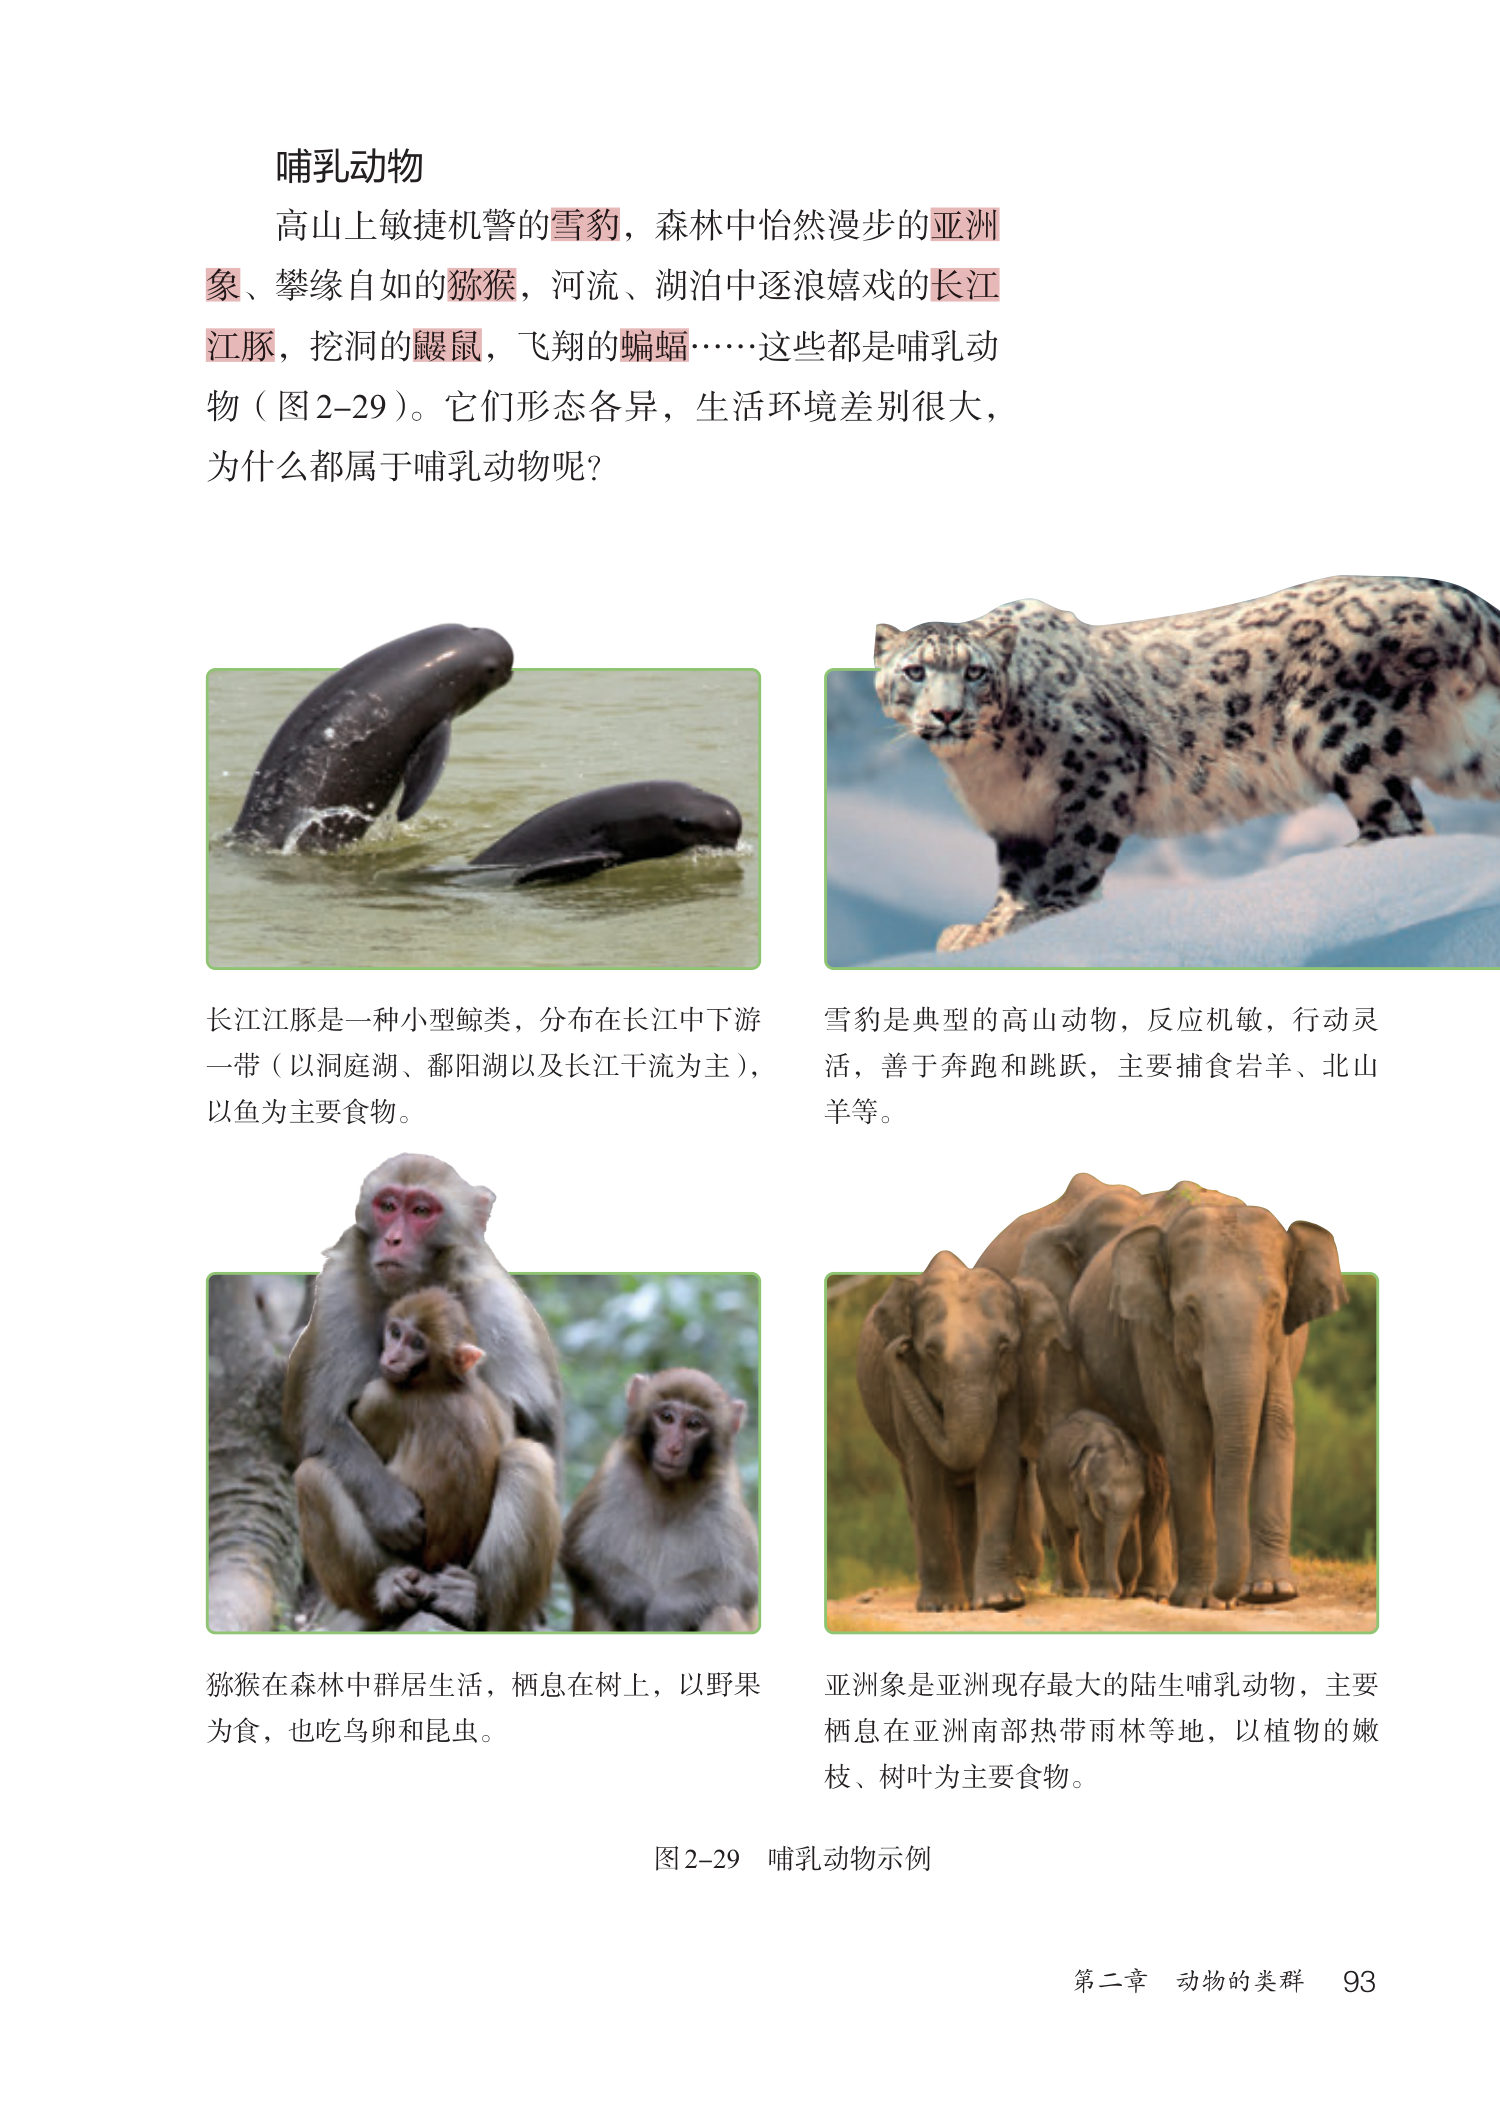 哺乳动物
高山上敏捷机警的雪豹，森林中怡然漫步的亚洲
象、攀缘自如的猕猴，河流、湖泊中逐浪嬉戏的长江
江豚，挖洞的鼹鼠，飞翔的蝙蝠……这些都是哺乳动
物（图2–29）。它们形态各异，生活环境差别很大，
为什么都属于哺乳动物呢？
长江江豚是一种小型鲸类，分布在长江中下游
一带（以洞庭湖、鄱阳湖以及长江干流为主），
以鱼为主要食物。
雪豹是典型的高山动物，反应机敏，行动灵
活，善于奔跑和跳跃，主要捕食岩羊、北山
羊等。
猕猴在森林中群居生活，栖息在树上，以野果
为食，也吃鸟卵和昆虫。
亚洲象是亚洲现存最大的陆生哺乳动物，主要
栖息在亚洲南部热带雨林等地，以植物的嫩
枝、树叶为主要食物。
图2–29　哺乳动物示例
第二章　动物的类群　93